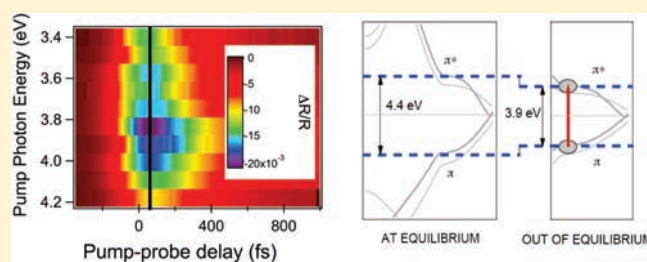 Pump Photon Energy (eV)
3.4
3.6
3.8
4.0
4.2
0
400
800
Pump-probe delay (fs)
0
-5
-10
-15
-20x10⁻³
ΔR/R
π*
4.4 eV
π
AT EQUILIBRIUM
π*
3.9 eV
π
OUT OF EQUILIBRIUM